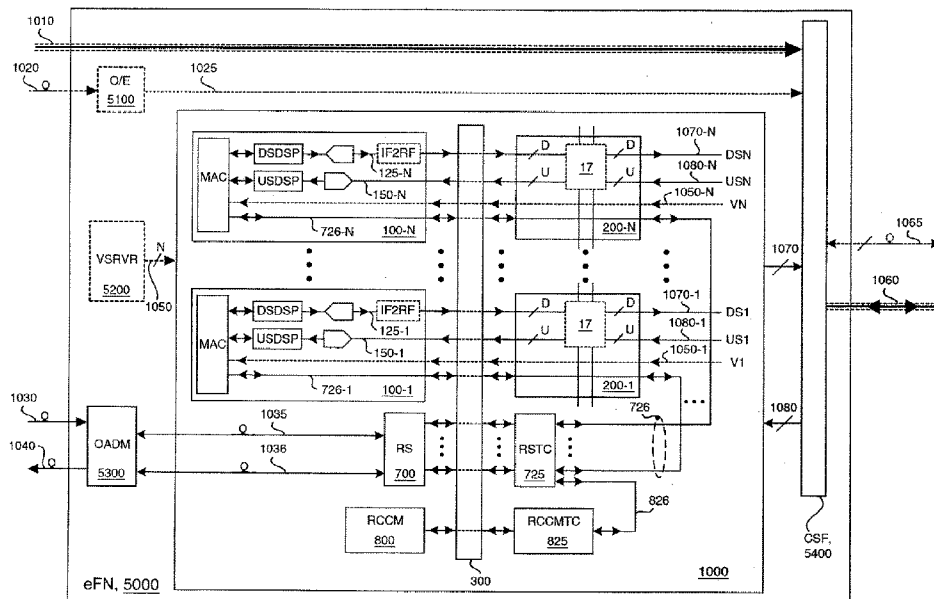 1010
1020
O/E
5100
1025
MAC
DSDSP
IF2RF
125-N
USDSP
150-N
726-N
100-N
D
17
D
U
U
200-N
1070-N
DSN
1080-N
USN
1050-N
VN
VSRVR
5200
N
1050
1070
1065
1060
MAC
DSDSP
IF2RF
125-1
USDSP
150-1
726-1
100-1
D
17
D
U
U
200-1
1070-1
DS1
1080-1
US1
1050-1
V1
726
1080
1030
1040
OADM
5300
1035
1036
RS
700
RSTC
725
826
RCCM
800
RCCMTC
825
300
1000
CSF,
5400
eFN, 5000